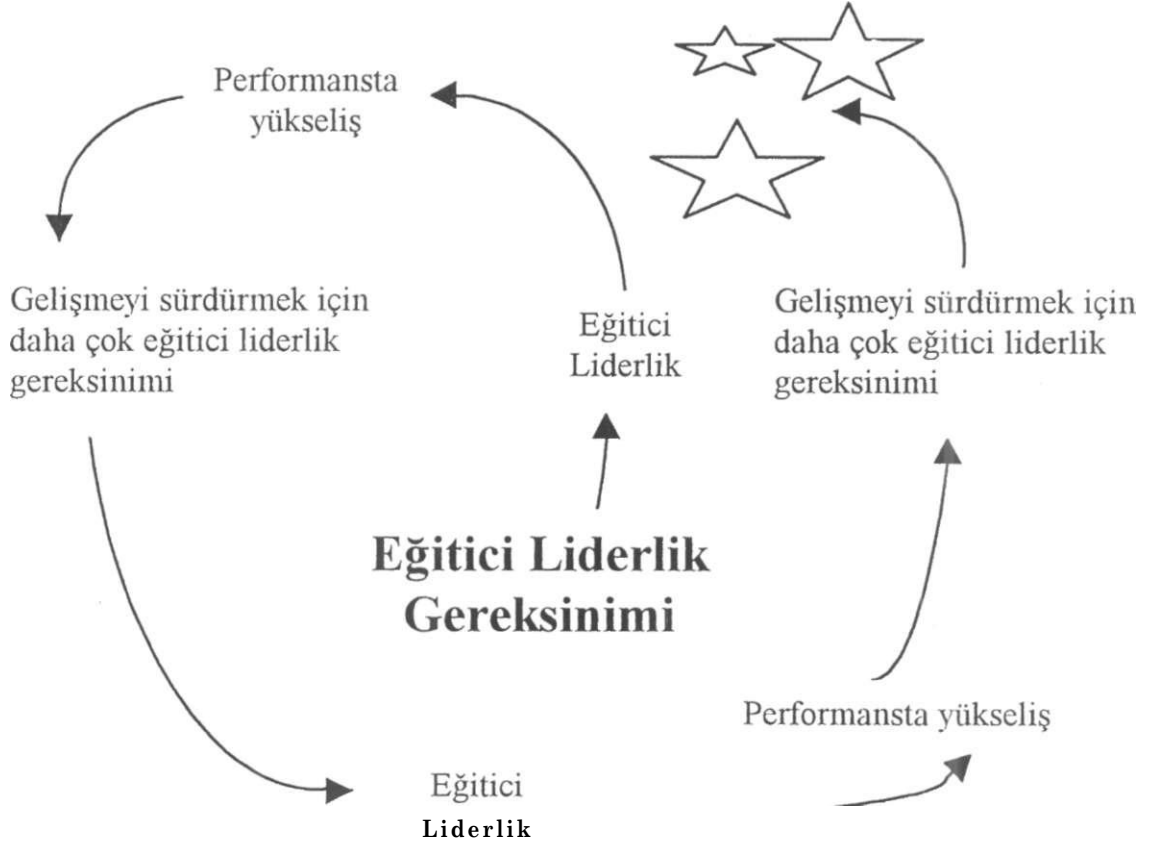 Performansta
yükseliş
Gelişmeyi sürdürmek için
daha çok eğitici liderlik
gereksinimi
Eğitici
Liderlik
Gelişmeyi sürdürmek için
daha çok eğitici liderlik
gereksinimi
Eğitici Liderlik
Gereksinimi
Performansta yükseliş
Eğitici
Liderlik